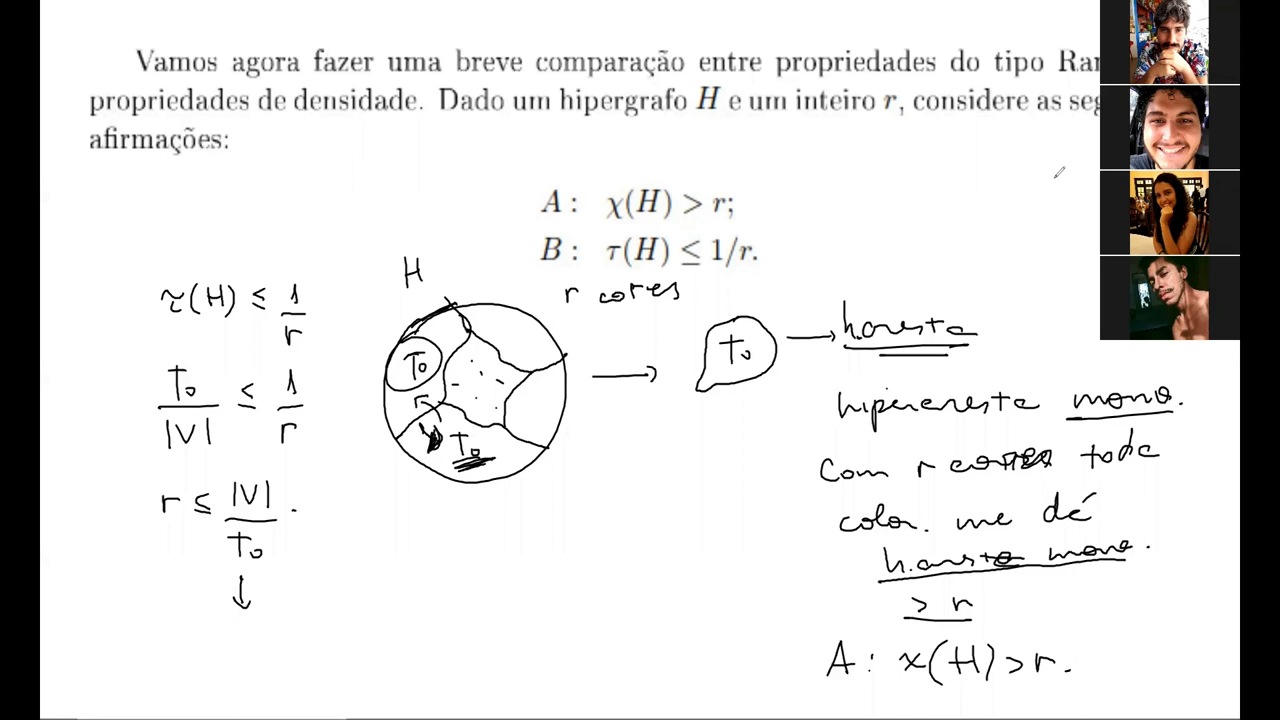 Vamos agora fazer uma breve comparação entre propriedades do tipo Ra
propriedades de densidade. Dado um hipergrafo H e um inteiro r, considere as seg
afirmações:
A : χ(H) > r;
B : τ(H) ≤ 1/r.
H
r cores
τ(H) ≤ 1/r
T₀/|V| ≤ 1/r
r ≤ |V|/T₀ .
↓
T₀
T₀
→
T₀ → haresta
hiperaresta mono.
com r cores toda
color. me dá
h.aresta mono.
> r
A : χ(H) > r.